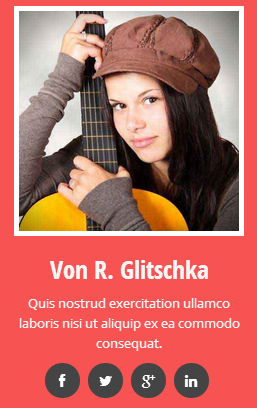 Von R. Glitschka
Quis nostrud exercitation ullamco
laboris nisi ut aliquip ex ea commodo
consequat.
f g+ in